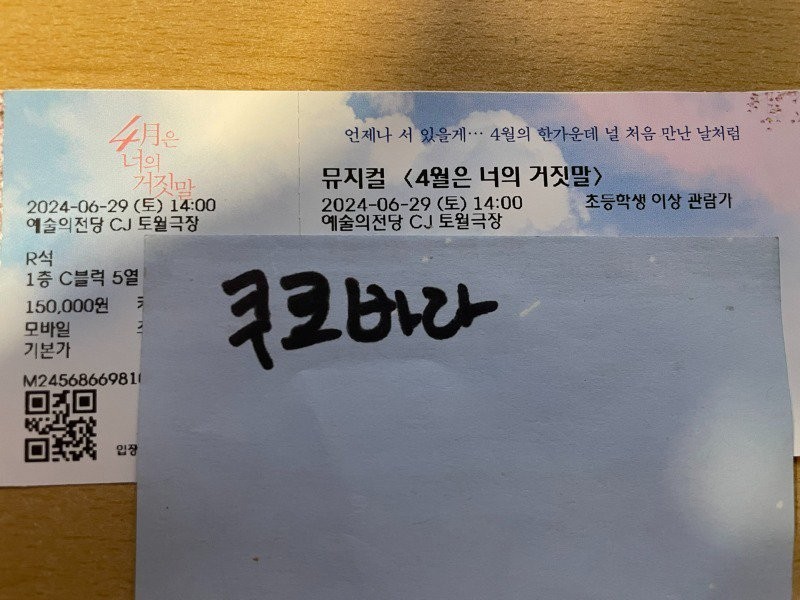 4月은
너의
거짓말
2024-06-29 (토) 14:00
예술의전당 CJ 토월극장
R석
1층 C블럭 5열
150,000원
모바일
기본가
언제나 서 있을게… 4월의 한가운데 널 처음 만난 날처럼
뮤지컬 〈4월은 너의 거짓말〉
2024-06-29 (토) 14:00 초등학생 이상 관람가
예술의전당 CJ 토월극장
쿠코바라